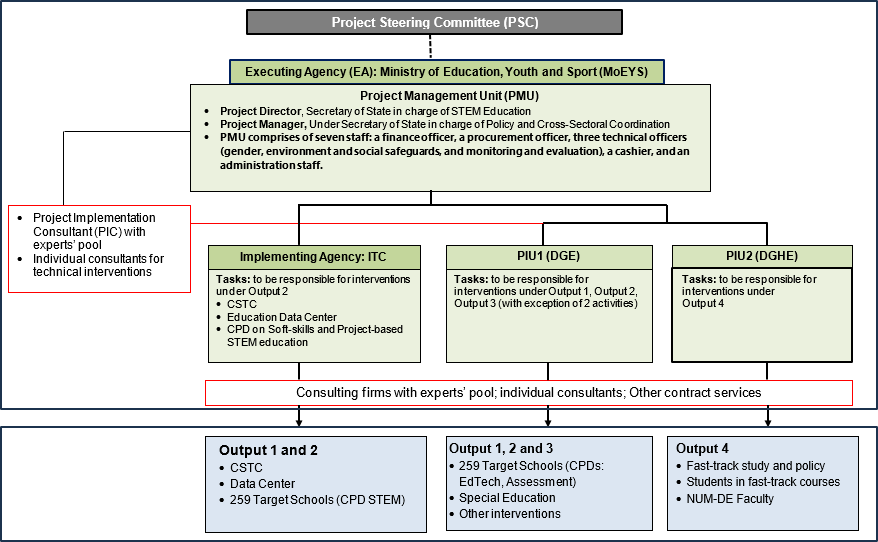 Project Steering Committee (PSC)
Executing Agency (EA): Ministry of Education, Youth and Sport (MoEYS)
Project Management Unit (PMU)
• Project Director, Secretary of State in charge of STEM Education
• Project Manager, Under Secretary of State in charge of Policy and Cross-Sectoral Coordination
• PMU comprises of seven staff: a finance officer, a procurement officer, three technical officers
(gender, environment and social safeguards, and monitoring and evaluation), a cashier, and an
administration staff.
• Project Implementation
Consultant (PIC) with
experts' pool
• Individual consultants for
technical interventions
Implementing Agency: ITC
Tasks: to be responsible for interventions
under Output 2
• CSTC
• Education Data Center
• CPD on Soft-skills and Project-based
STEM education
PIU1 (DGE)
Tasks: to be responsible for
interventions under Output 1, Output 2,
Output 3 (with exception of 2 activities)
PIU2 (DGHE)
Tasks: to be responsible for
interventions under
Output 4
Consulting firms with experts' pool; individual consultants; Other contract services
Output 1 and 2
• CSTC
• Data Center
• 259 Target Schools (CPD STEM)
Output 1, 2 and 3
• 259 Target Schools (CPDs:
EdTech, Assessment)
• Special Education
• Other interventions
Output 4
• Fast-track study and policy
• Students in fast-track courses
• NUM-DE Faculty